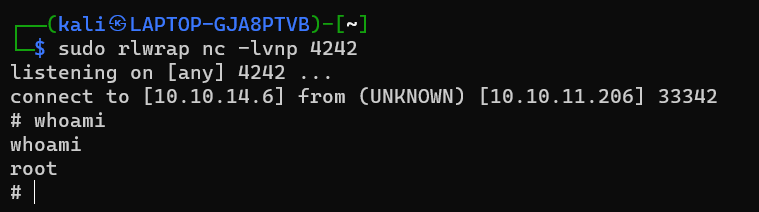 ┌──(kali㉿LAPTOP-GJA8PTVB)-[~]
└─$ sudo rlwrap nc -lvnp 4242
listening on [any] 4242 ...
connect to [10.10.14.6] from (UNKNOWN) [10.10.11.206] 33342
# whoami
whoami
root
#